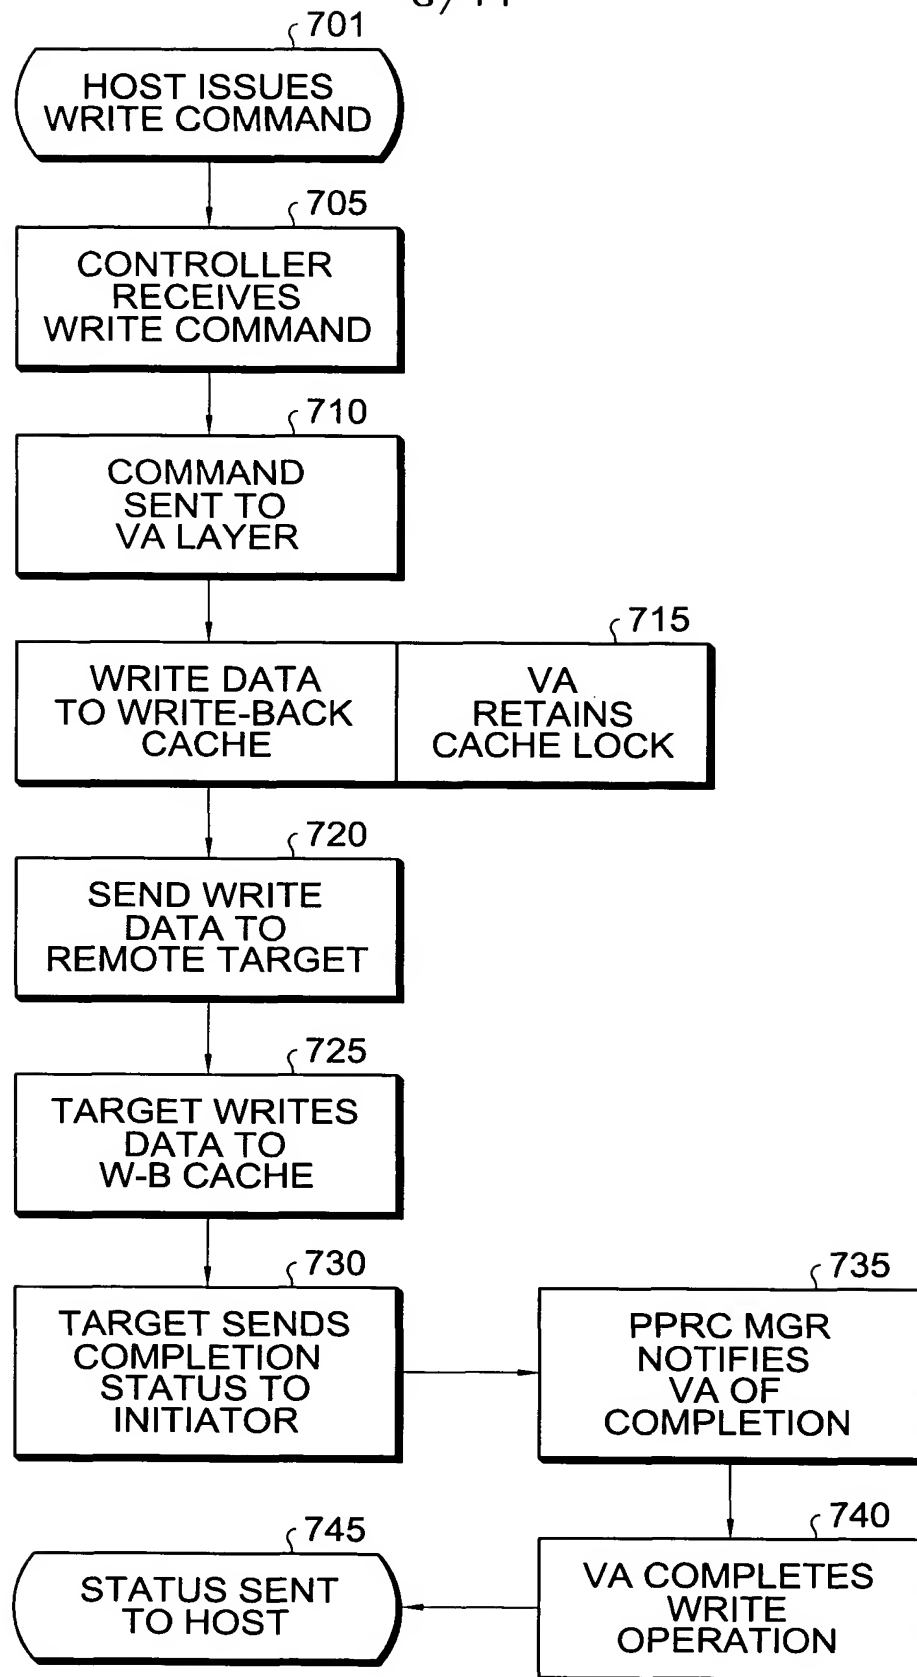 701
HOST ISSUES
WRITE COMMAND
705
CONTROLLER
RECEIVES
WRITE COMMAND
710
COMMAND
SENT TO
VA LAYER
WRITE DATA
TO WRITE-BACK
CACHE
715
VA
RETAINS
CACHE LOCK
720
SEND WRITE
DATA TO
REMOTE TARGET
725
TARGET WRITES
DATA TO
W-B CACHE
730
TARGET SENDS
COMPLETION
STATUS TO
INITIATOR
735
PPRC MGR
NOTIFIES
VA OF
COMPLETION
740
VA COMPLETES
WRITE
OPERATION
745
STATUS SENT
TO HOST